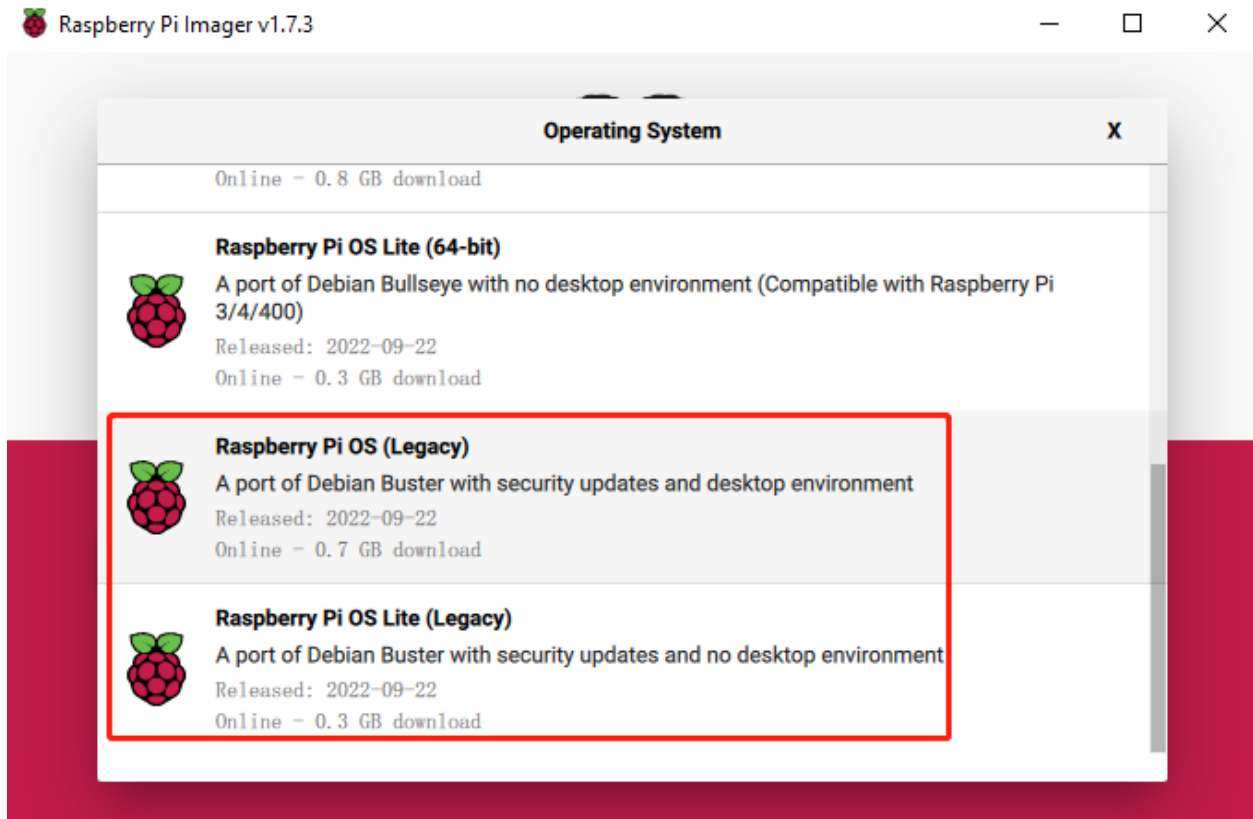 Raspberry Pi Imager v1.7.3
Operating System
X
Online - 0.8 GB download
Raspberry Pi OS Lite (64-bit)
A port of Debian Bullseye with no desktop environment (Compatible with Raspberry Pi
3/4/400)
Released: 2022-09-22
Online - 0.3 GB download
Raspberry Pi OS (Legacy)
A port of Debian Buster with security updates and desktop environment
Released: 2022-09-22
Online - 0.7 GB download
Raspberry Pi OS Lite (Legacy)
A port of Debian Buster with security updates and no desktop environment
Released: 2022-09-22
Online - 0.3 GB download